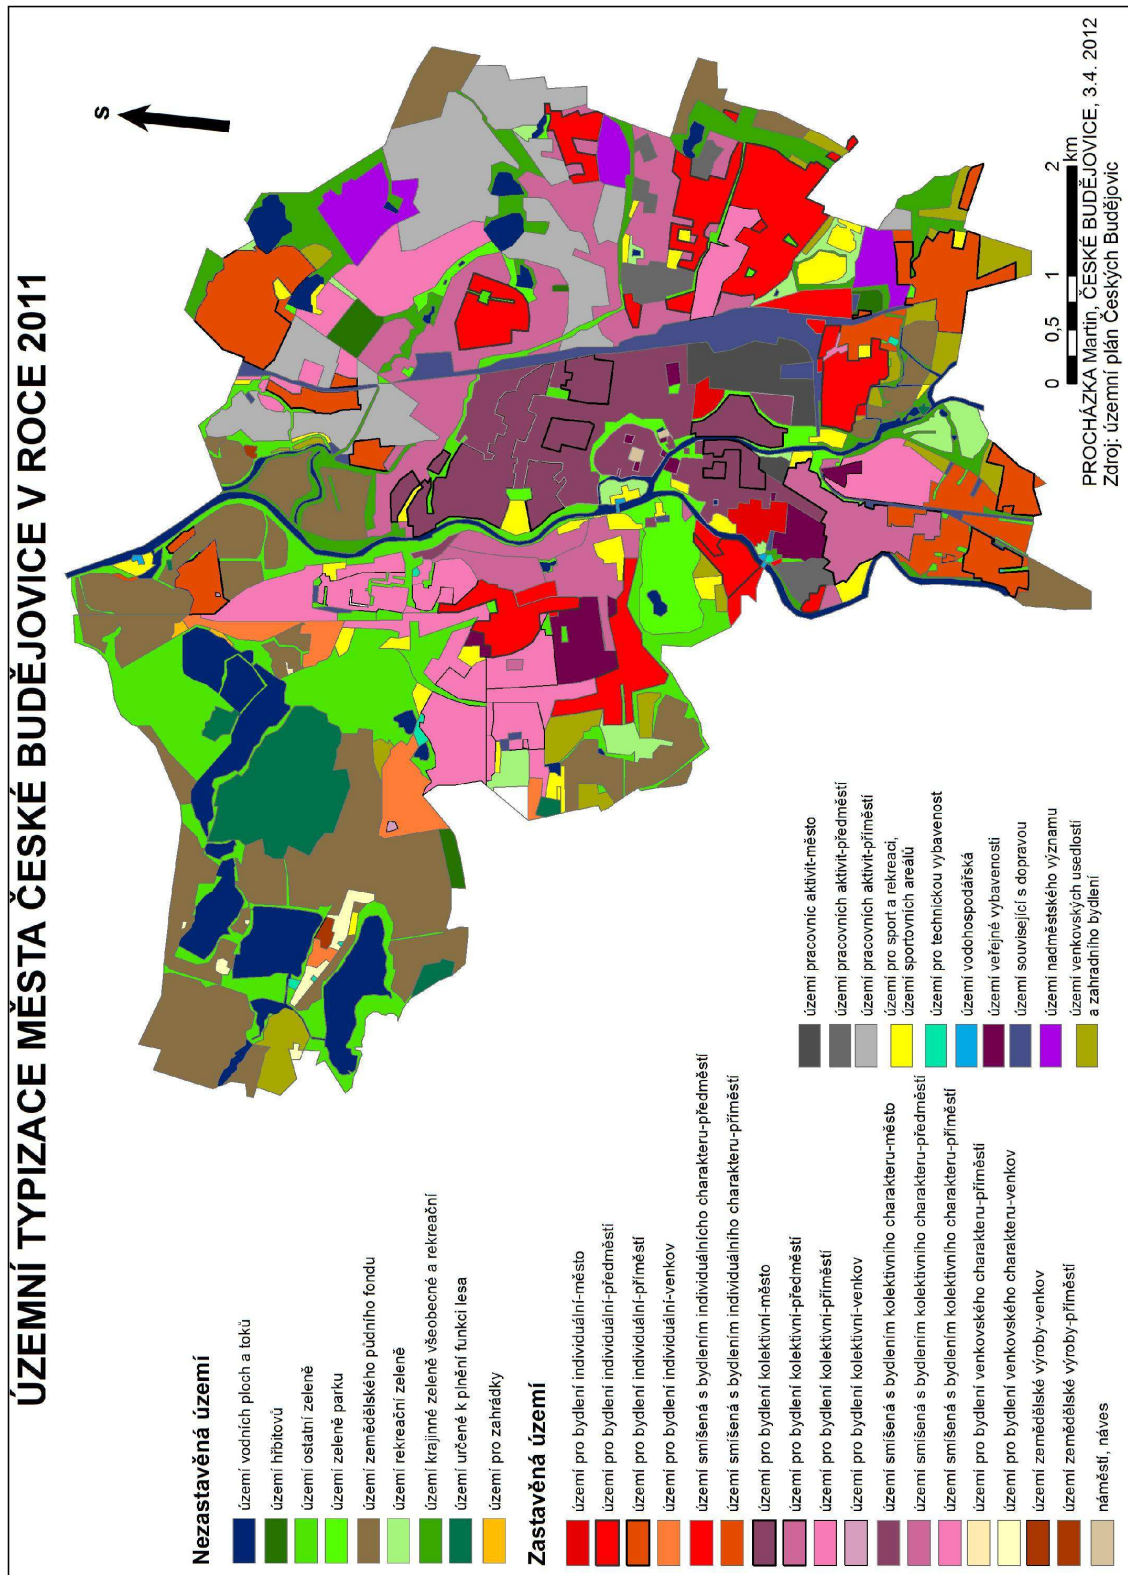 ÚZEMNÍ TYPIZACE MĚSTA ČESKÉ BUDĚJOVICE V ROCE 2011
S
Nezastavěná území
území vodních ploch a toků
území hřbitovů
území ostatní zeleně
území zeleně parku
území zemědělského půdního fondu
území rekreační zeleně
území krajinné zeleně všeobecné a rekreační
území určené k plnění funkcí lesa
území pro zahrádky
Zastavěná území
území pro bydlení individuální-město
území pro bydlení individuální-předměstí
území pro bydlení individuální-příměstí
území pro bydlení individuální-venkov
území smíšená s bydlením individuálního charakteru-předměstí
území smíšená s bydlením individuálního charakteru-příměstí
území pro bydlení kolektivní-město
území pro bydlení kolektivní-předměstí
území pro bydlení kolektivní-příměstí
území pro bydlení kolektivní-venkov
území smíšená s bydlením kolektivního charakteru-město
území smíšená s bydlením kolektivního charakteru-předměstí
území smíšená s bydlením kolektivního charakteru-příměstí
území pro bydlení venkovského charakteru-příměstí
území pro bydlení venkovského charakteru-venkov
území zemědělské výroby-venkov
území zemědělské výroby-příměstí
náměstí, náves
území pracovníc aktivit-město
území pracovních aktivit-předměstí
území pracovních aktivit-příměstí
území pro sport a rekreaci,
území sportovních areálů
území pro technickou vybavenost
území vodohospodářská
území veřejné vybavenosti
území související s dopravou
území nadměstského významu
území venkovských usedlostí
a zahradního bydlení
0 0,5 1 2
km
PROCHÁZKA Martin, ČESKÉ BUDĚJOVICE, 3.4. 2012
Zdroj: územní plán Českých Budějovic